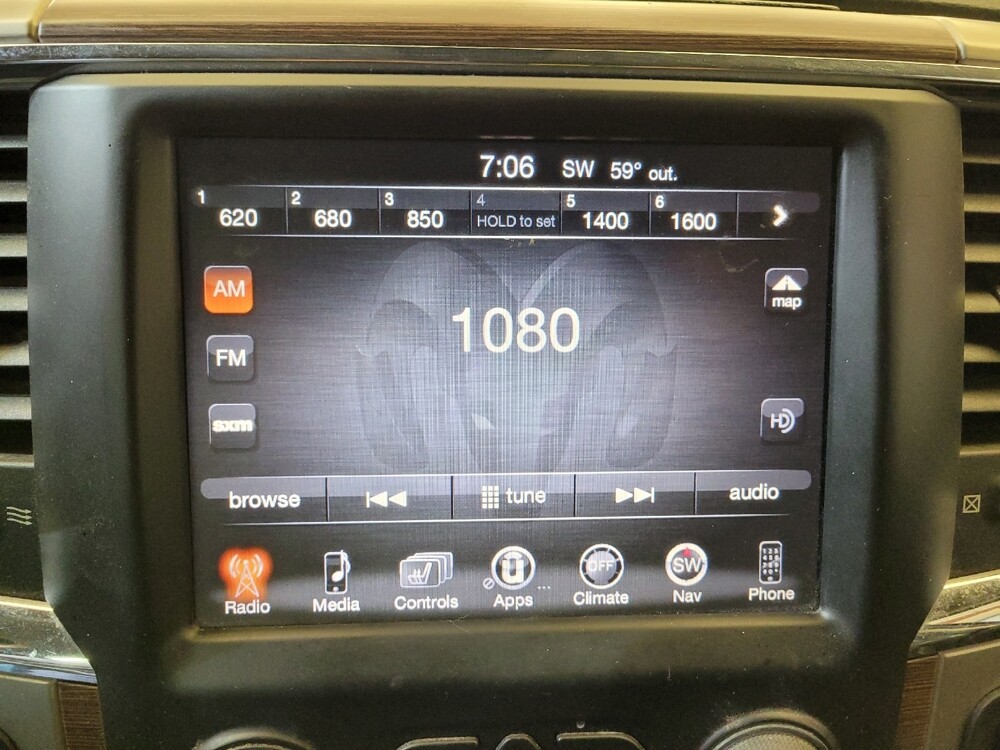 7:06 SW 59° out.
1 2 3 4 5 6
620 680 850 HOLD to set 1400 1600
AM
map
1080
FM
sxm
HD
browse tune audio
OFF SW
Radio Media Controls Apps Climate Nav Phone